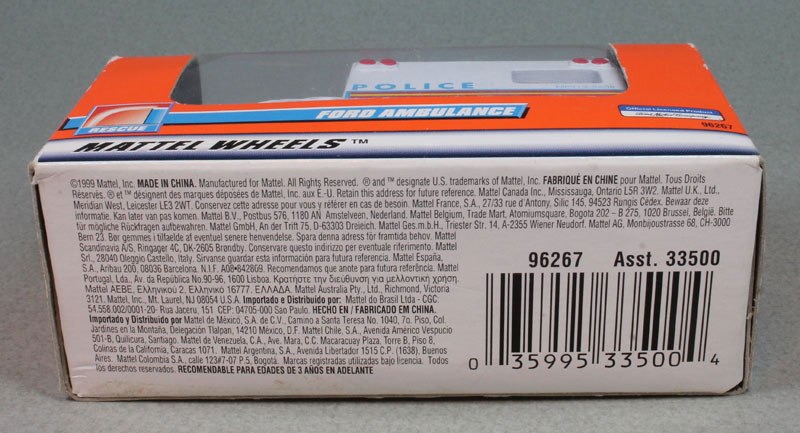 POLICE
FORD AMBULANCE
RESCUE
Official Licensed Product
96267
MATTEL WHEELS™
©1999 Mattel, Inc. MADE IN CHINA. Manufactured for Mattel. All Rights Reserved. ® and ™ designate U.S. trademarks of Mattel, Inc. FABRIQUÉ EN CHINE pour Mattel. Tous Droits
Réservés. ® et ™ désignent des marques déposées de Mattel, Inc. aux É.-U. Retain this address for future reference. Mattel Canada Inc., Mississauga, Ontario L5R 3W2. Mattel U.K., Ltd.,
Meridian West, Leicester LE3 2WT. Conservez cette adresse pour vous y référer en cas de besoin. Mattel France, S.A., 27/33 rue d'Antony, Silic 145, 94523 Rungis Cédex. Bewaar deze
informatie. Kan later van pas komen. Mattel B.V., Postbus 576, 1180 AN Amstelveen, Nederland. Mattel Belgium, Trade Mart, Atomiumsquare, Bogota 202 - B 275, 1020 Brussel, België. Bitte
für mögliche Rückfragen aufbewahren. Mattel GmbH, An der Tritt 75, D-63303 Dreieich. Mattel Ges.m.b.H., Triester Str. 14, A-2355 Wiener Neudorf. Mattel AG, Monbijoustrasse 68, CH-3000
Bern 23. Bør gemmes i tilfælde af eventuel senere henvendelse. Spara denna adress för framtida behov. Mattel
Scandinavia A/S, Ringager 4C, DK-2605 Brøndby. Conservare questo indirizzo per eventuale riferimento. Mattel
Srl., 28040 Oleggio Castello, Italy. Sirvanse guardar esta información para futura referencia. Mattel España,
S.A., Aribau 200, 08036 Barcelona. N.I.F. A08-842809. Recomendamos que anote para futura referência. Mattel
Portugal, Lda., Av. da República No.90-96, 1600 Lisboa. Κρατήστε την διεύθυνση για μελλοντική χρήση.
Mattel AEBE, Ελληνικού 2, Ελληνικό 16777, ΕΛΛΑΔΑ. Mattel Australia Pty., Ltd., Richmond, Victoria
3121. Mattel, Inc., Mt. Laurel, NJ 08054 U.S.A. Importado e Distribuido por: Mattel do Brasil Ltda - CGC:
54.558.002/0001-20- Rua Jaceru, 151 CEP: 04705-000 Sao Paulo. HECHO EN / FABRICADO EM CHINA.
Importado y Distribuido por Mattel de México, S.A. de C.V., Camino a Santa Teresa No. 1040, 7o. Piso, Col.
Jardines en la Montaña, Delegación Tlalpan, 14210 México, D.F. Mattel Chile, S.A., Avenida Américo Vespucio
501-B, Quilicura, Santiago. Mattel de Venezuela, C.A., Ave. Mara, C.C. Macaracuay Plaza, Torre B, Piso 8,
Colinas de la California, Caracas 1071. Mattel Argentina, S.A., Avenida Libertador 1515 C.P. (1638), Buenos
Aires. Mattel Colombia S.A., calle 123#7-07 P.5, Bogotá. Marcas registradas utilizadas bajo licencia. Todo
los derechos reservados. RECOMENDABLE PARA EDADES DE 3 AÑOS EN ADELANTE
96267 Asst. 33500
0 35995 33500 4